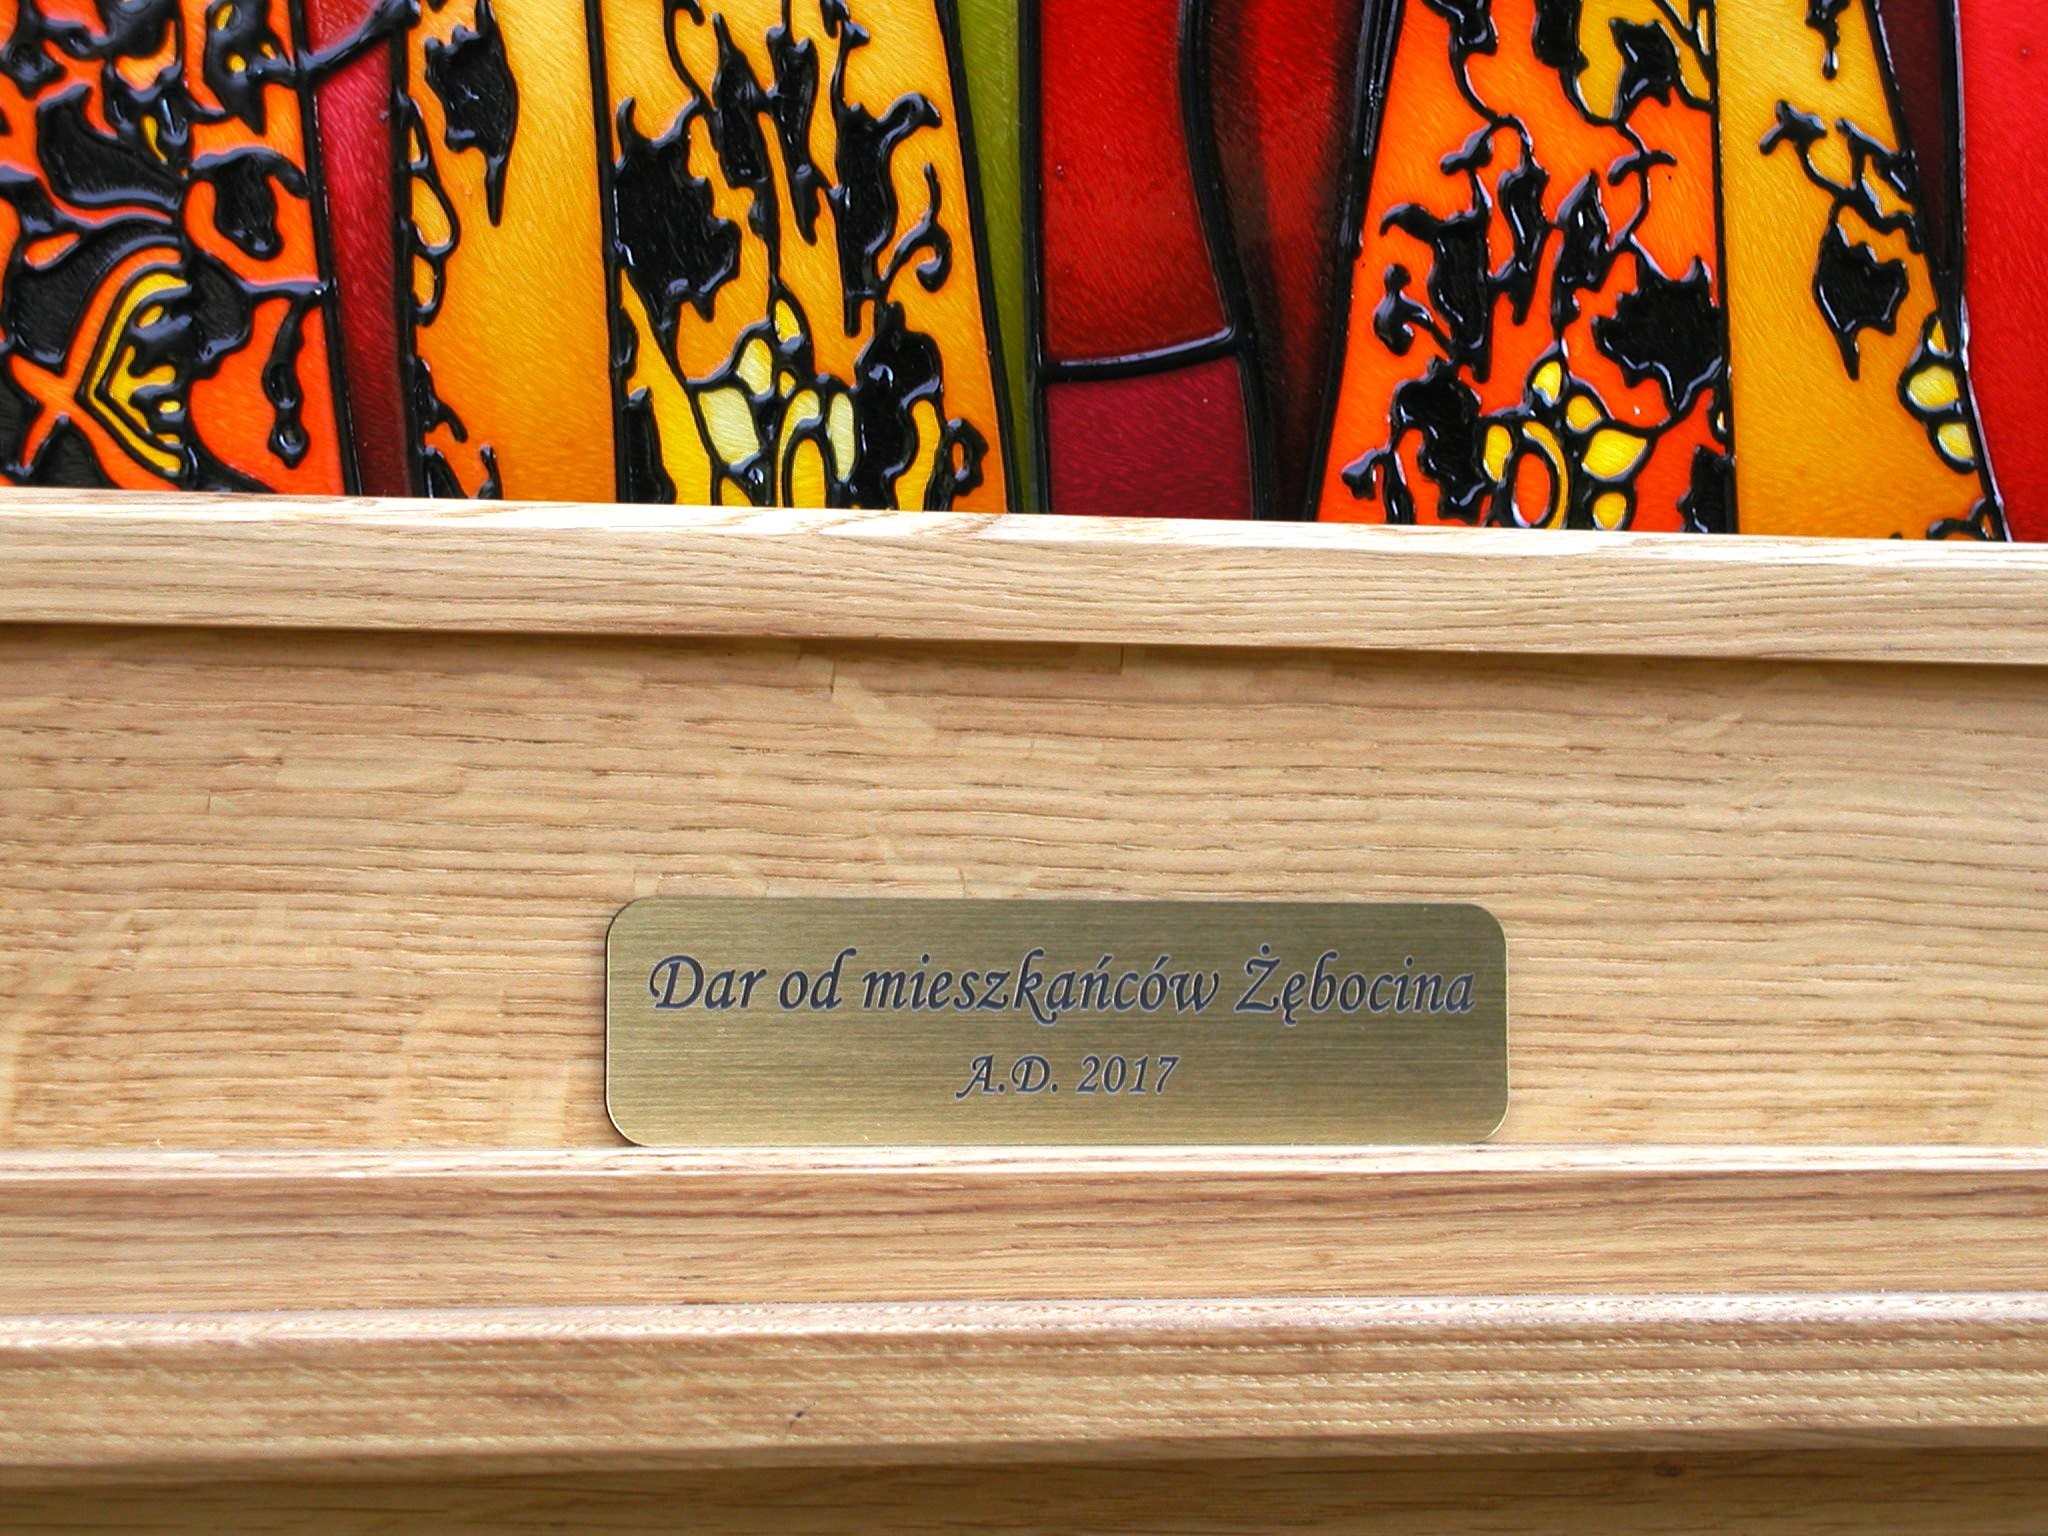 Dar od mieszkańców Żębocina
A.D. 2017